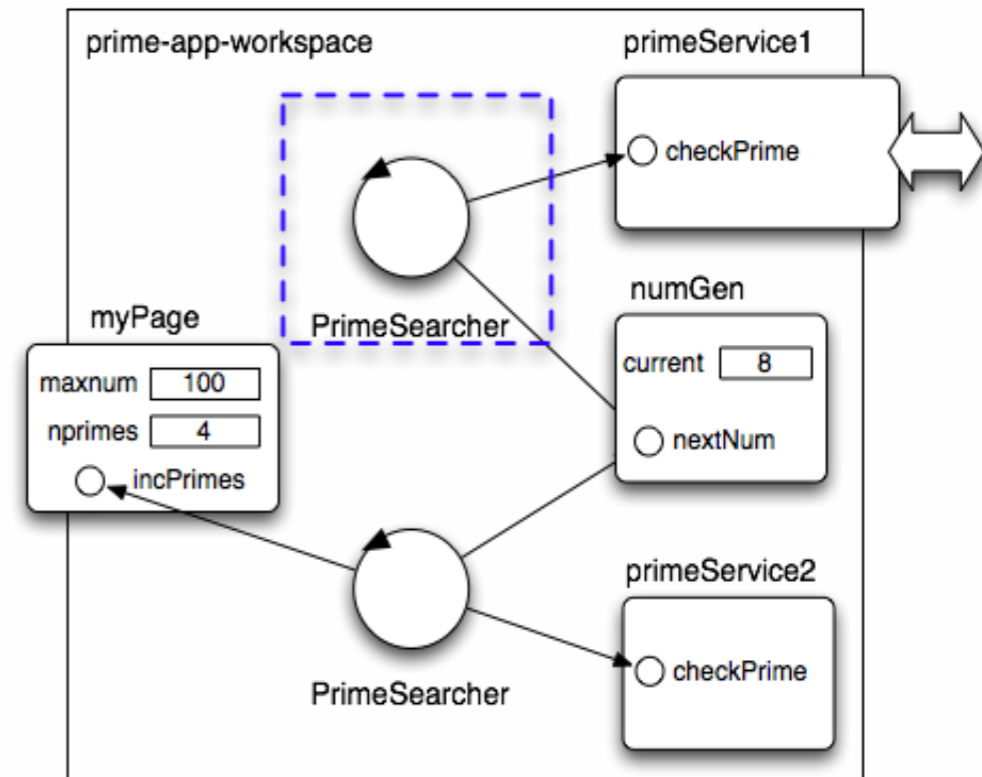 prime-app-workspace
primeService1
checkPrime
PrimeSearcher
numGen
current 8
nextNum
myPage
maxnum 100
nprimes 4
incPrimes
primeService2
checkPrime
PrimeSearcher